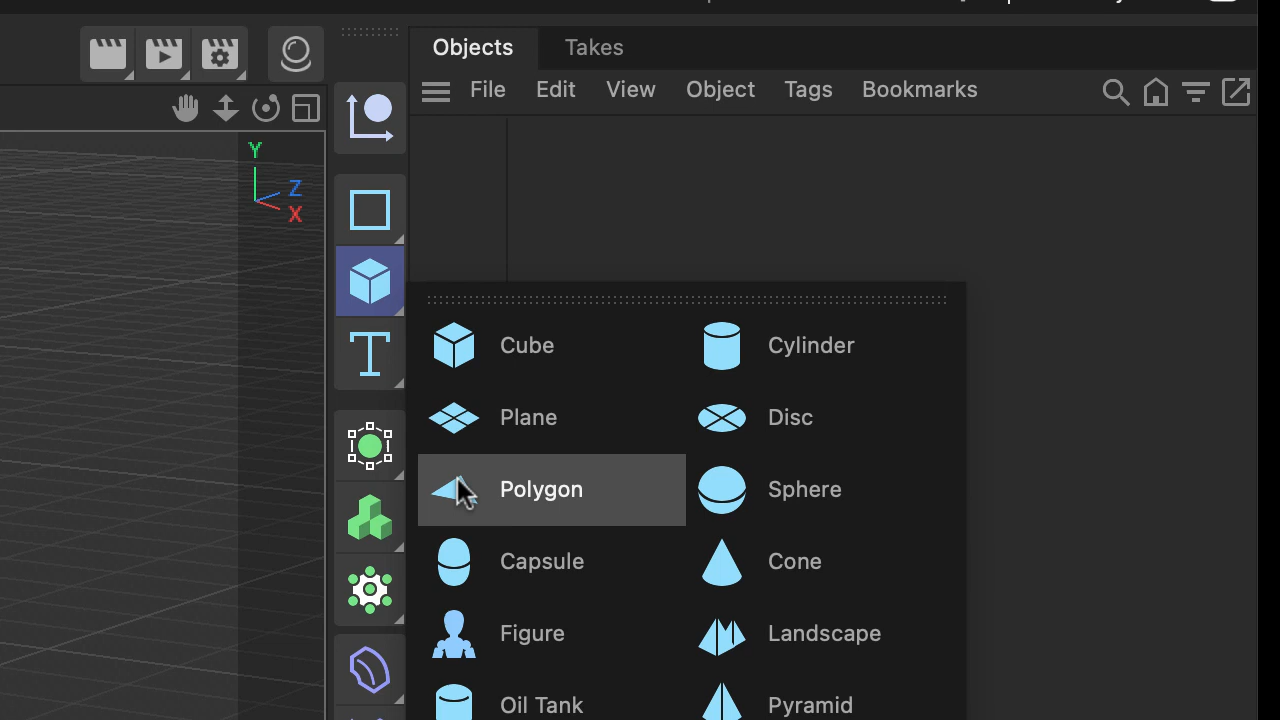 Objects Takes
File Edit View Object Tags Bookmarks
Y
Z
X
Cube Cylinder
Plane Disc
Polygon Sphere
Capsule Cone
Figure Landscape
Oil Tank Pyramid